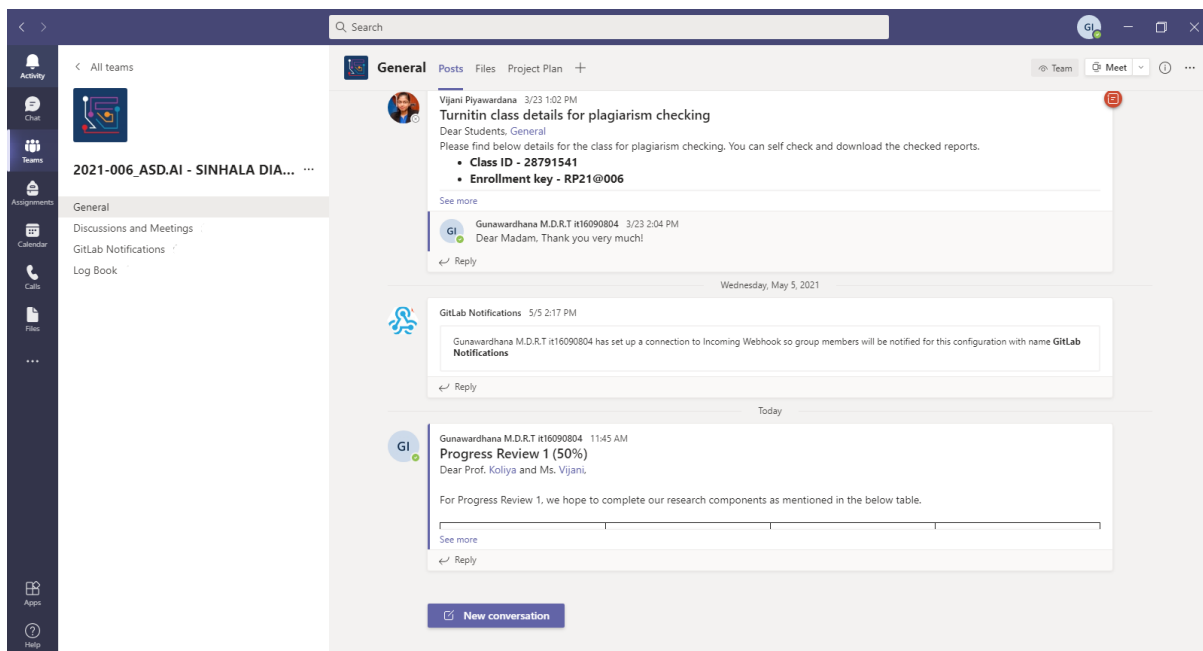 Search
GI
Activity
Chat
Teams
Assignments
Calendar
Calls
Files
Apps
Help
All teams
2021-006_ASD.AI - SINHALA DIA...
General
Discussions and Meetings
GitLab Notifications
Log Book
General Posts Files Project Plan
Team Meet
Vijani Piyawardana 3/23 1:02 PM
Turnitin class details for plagiarism checking
Dear Students, General
Please find below details for the class for plagiarism checking. You can self check and download the checked reports.
• Class ID - 28791541
• Enrollment key - RP21@006
See more
GI
Gunawardhana M.D.R.T it16090804 3/23 2:04 PM
Dear Madam, Thank you very much!
Reply
Wednesday, May 5, 2021
GitLab Notifications 5/5 2:17 PM
Gunawardhana M.D.R.T it16090804 has set up a connection to Incoming Webhook so group members will be notified for this configuration with name GitLab
Notifications
Reply
Today
GI
Gunawardhana M.D.R.T it16090804 11:45 AM
Progress Review 1 (50%)
Dear Prof. Koliya and Ms. Vijani,
For Progress Review 1, we hope to complete our research components as mentioned in the below table.
See more
Reply
New conversation